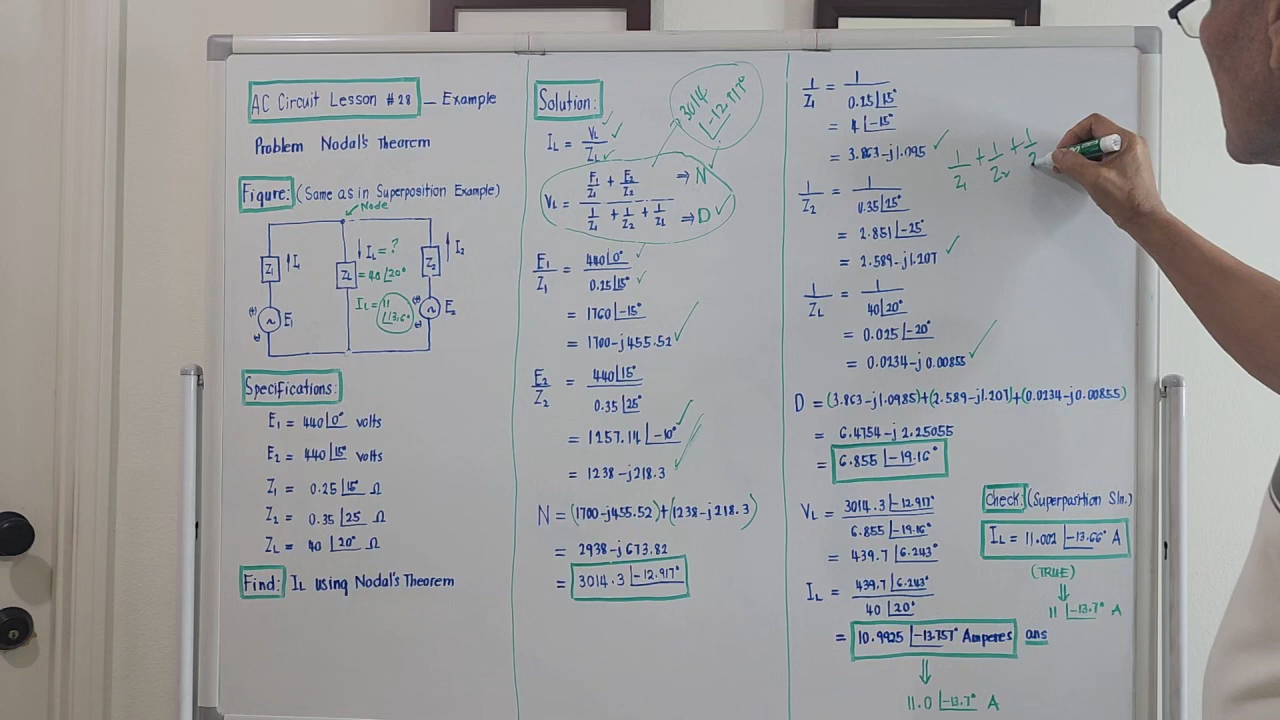 AC Circuit Lesson #28 – Example
Problem Nodal's Theorem
Figure: (Same as in Superposition Example)
Node
Z1 ↑ I1
↓ IL = ?
ZL = 40∠20°
Z2 ↑ I2
IL = 11∠13.6°
(+) E1
(+) E2
Specifications:
E1 = 440∠0° volts
E2 = 440∠15° volts
Z1 = 0.25∠15° Ω
Z2 = 0.35∠25 Ω
ZL = 40∠20° Ω
Find: IL using Nodal's Theorem
Solution:
3014∠-12.917°
IL = VL/ZL
VL = (E1/Z1 + E2/Z2) ⇒ N
/ (1/Z1 + 1/Z2 + 1/ZL) ⇒ D
E1/Z1 = 440∠0° / 0.25∠15°
= 1760∠-15°
= 1700-j455.52
E2/Z2 = 440∠15° / 0.35∠25°
= 1257.14∠-10°
= 1238-j218.3
N = (1700-j455.52)+(1238-j218.3)
= 2938-j673.82
= 3014.3∠-12.917°
1/Z1 = 1 / 0.25∠15°
= 4∠-15°
= 3.863-j1.095
1/Z1 + 1/Z2 + 1/
1/Z2 = 1 / 0.35∠25°
= 2.851∠-25°
= 2.589-j1.207
1/ZL = 1 / 40∠20°
= 0.025∠-20°
= 0.0234-j0.00855
D = (3.863-j1.0985)+(2.589-j1.207)+(0.0234-j0.00855)
= 6.4754-j2.25055
= 6.855∠-19.16°
VL = 3014.3∠-12.917° / 6.855∠-19.16°
= 439.7∠6.243°
IL = 439.7∠6.243° / 40∠20°
= 10.9925∠-13.757° Amperes ans
⇓
11.0∠-13.7° A
Check: (Superposition Sln.)
IL = 11.002∠-13.66° A
(TRUE)
⇓
11∠-13.7° A